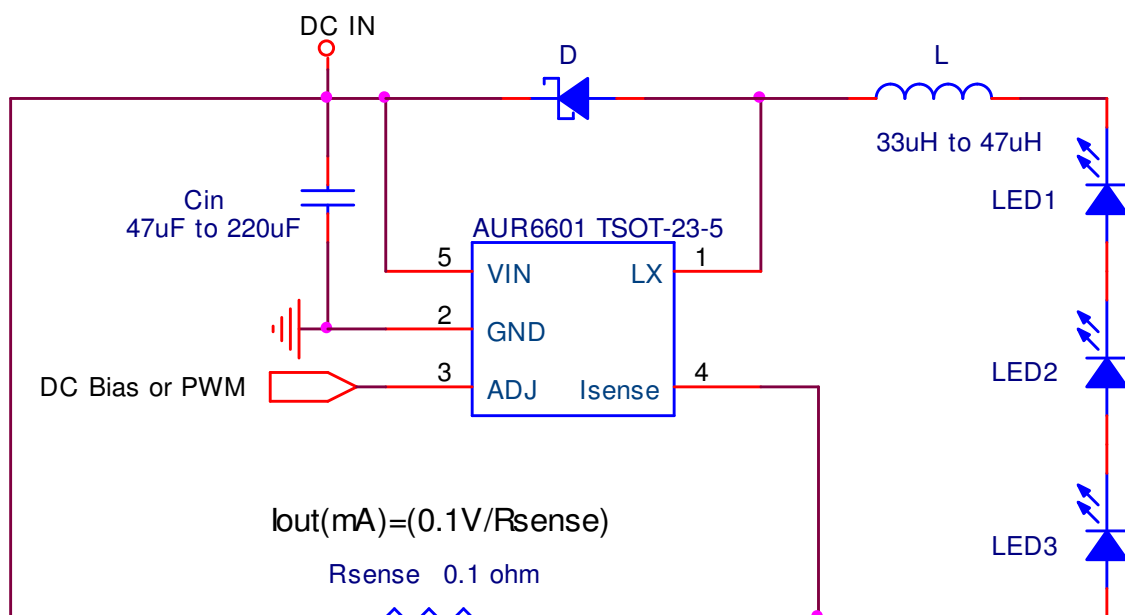 DC IN
D
L
33uH to 47uH
Cin
47uF to 220uF
LED1
AUR6601 TSOT-23-5
5
VIN
LX
1
2
GND
LED2
DC Bias or PWM
3
ADJ
Isense
4
Iout(mA)=(0.1V/Rsense)
LED3
Rsense 0.1 ohm